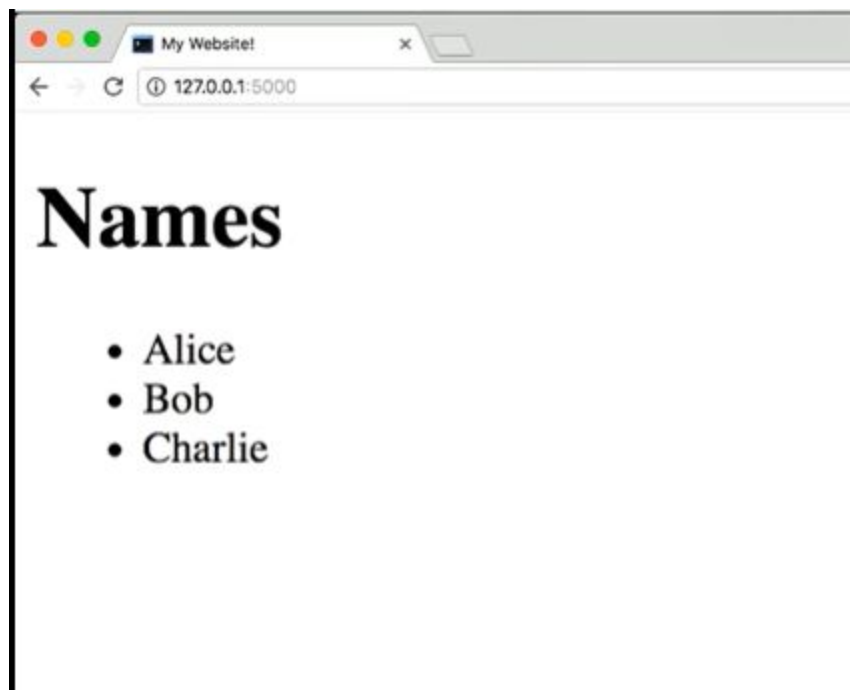 My Website!
127.0.0.1:5000
Names
• Alice
• Bob
• Charlie